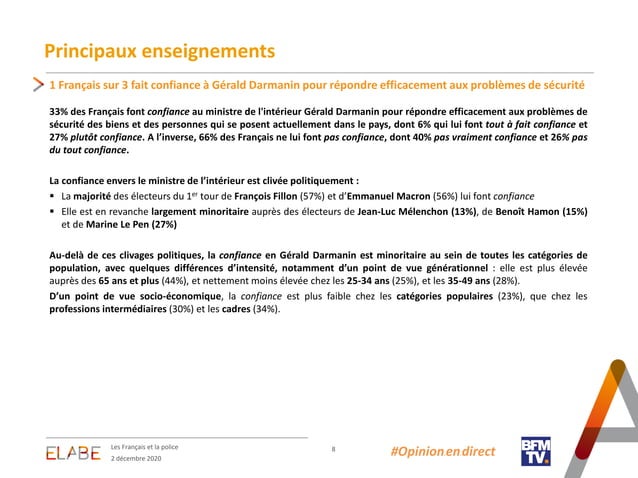 Principaux enseignements
1 Français sur 3 fait confiance à Gérald Darmanin pour répondre efficacement aux problèmes de sécurité
33% des Français font confiance au ministre de l'intérieur Gérald Darmanin pour répondre efficacement aux problèmes de
sécurité des biens et des personnes qui se posent actuellement dans le pays, dont 6% qui lui font tout à fait confiance et
27% plutôt confiance. A l'inverse, 66% des Français ne lui font pas confiance, dont 40% pas vraiment confiance et 26% pas
du tout confiance.
La confiance envers le ministre de l'intérieur est clivée politiquement :
▪ La majorité des électeurs du 1er tour de François Fillon (57%) et d'Emmanuel Macron (56%) lui font confiance
▪ Elle est en revanche largement minoritaire auprès des électeurs de Jean-Luc Mélenchon (13%), de Benoît Hamon (15%)
et de Marine Le Pen (27%)
Au-delà de ces clivages politiques, la confiance en Gérald Darmanin est minoritaire au sein de toutes les catégories de
population, avec quelques différences d'intensité, notamment d'un point de vue générationnel : elle est plus élevée
auprès des 65 ans et plus (44%), et nettement moins élevée chez les 25-34 ans (25%), et les 35-49 ans (28%).
D'un point de vue socio-économique, la confiance est plus faible chez les catégories populaires (23%), que chez les
professions intermédiaires (30%) et les cadres (34%).
ELABE
Les Français et la police
2 décembre 2020
8
#Opinionendirect
BFM
TV.